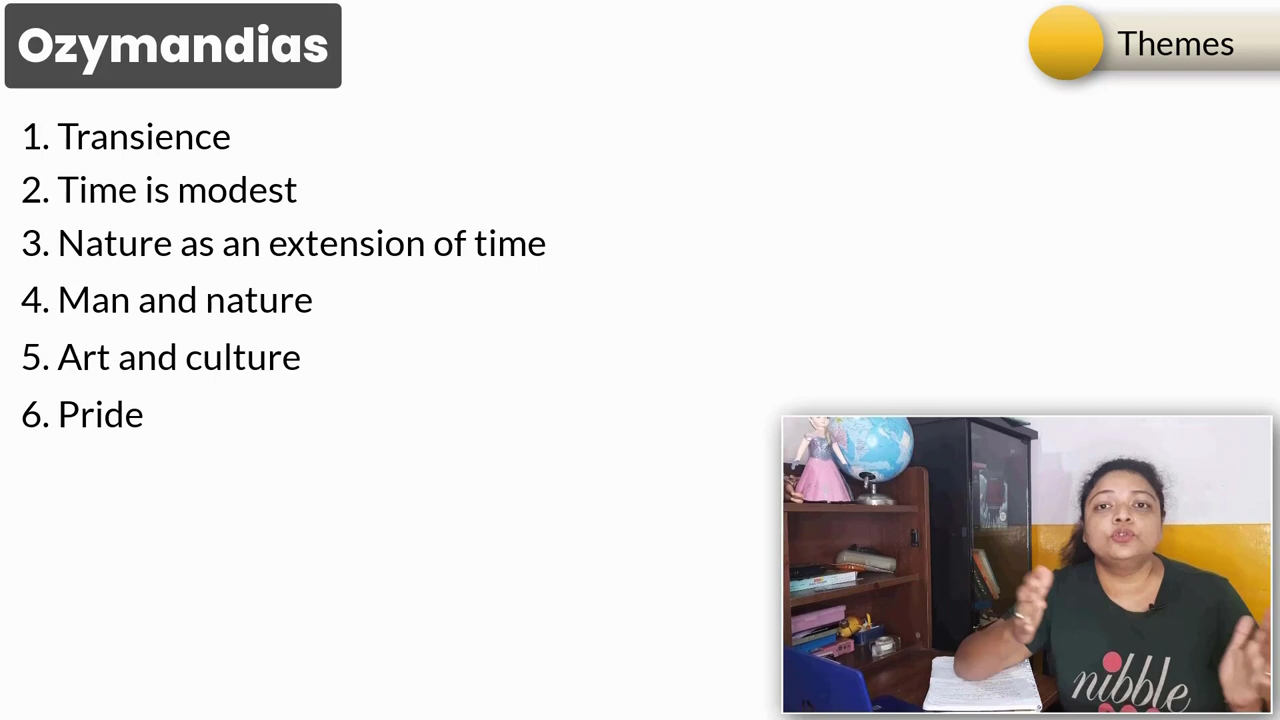 Ozymandias
Themes
1. Transience
2. Time is modest
3. Nature as an extension of time
4. Man and nature
5. Art and culture
6. Pride
nibble